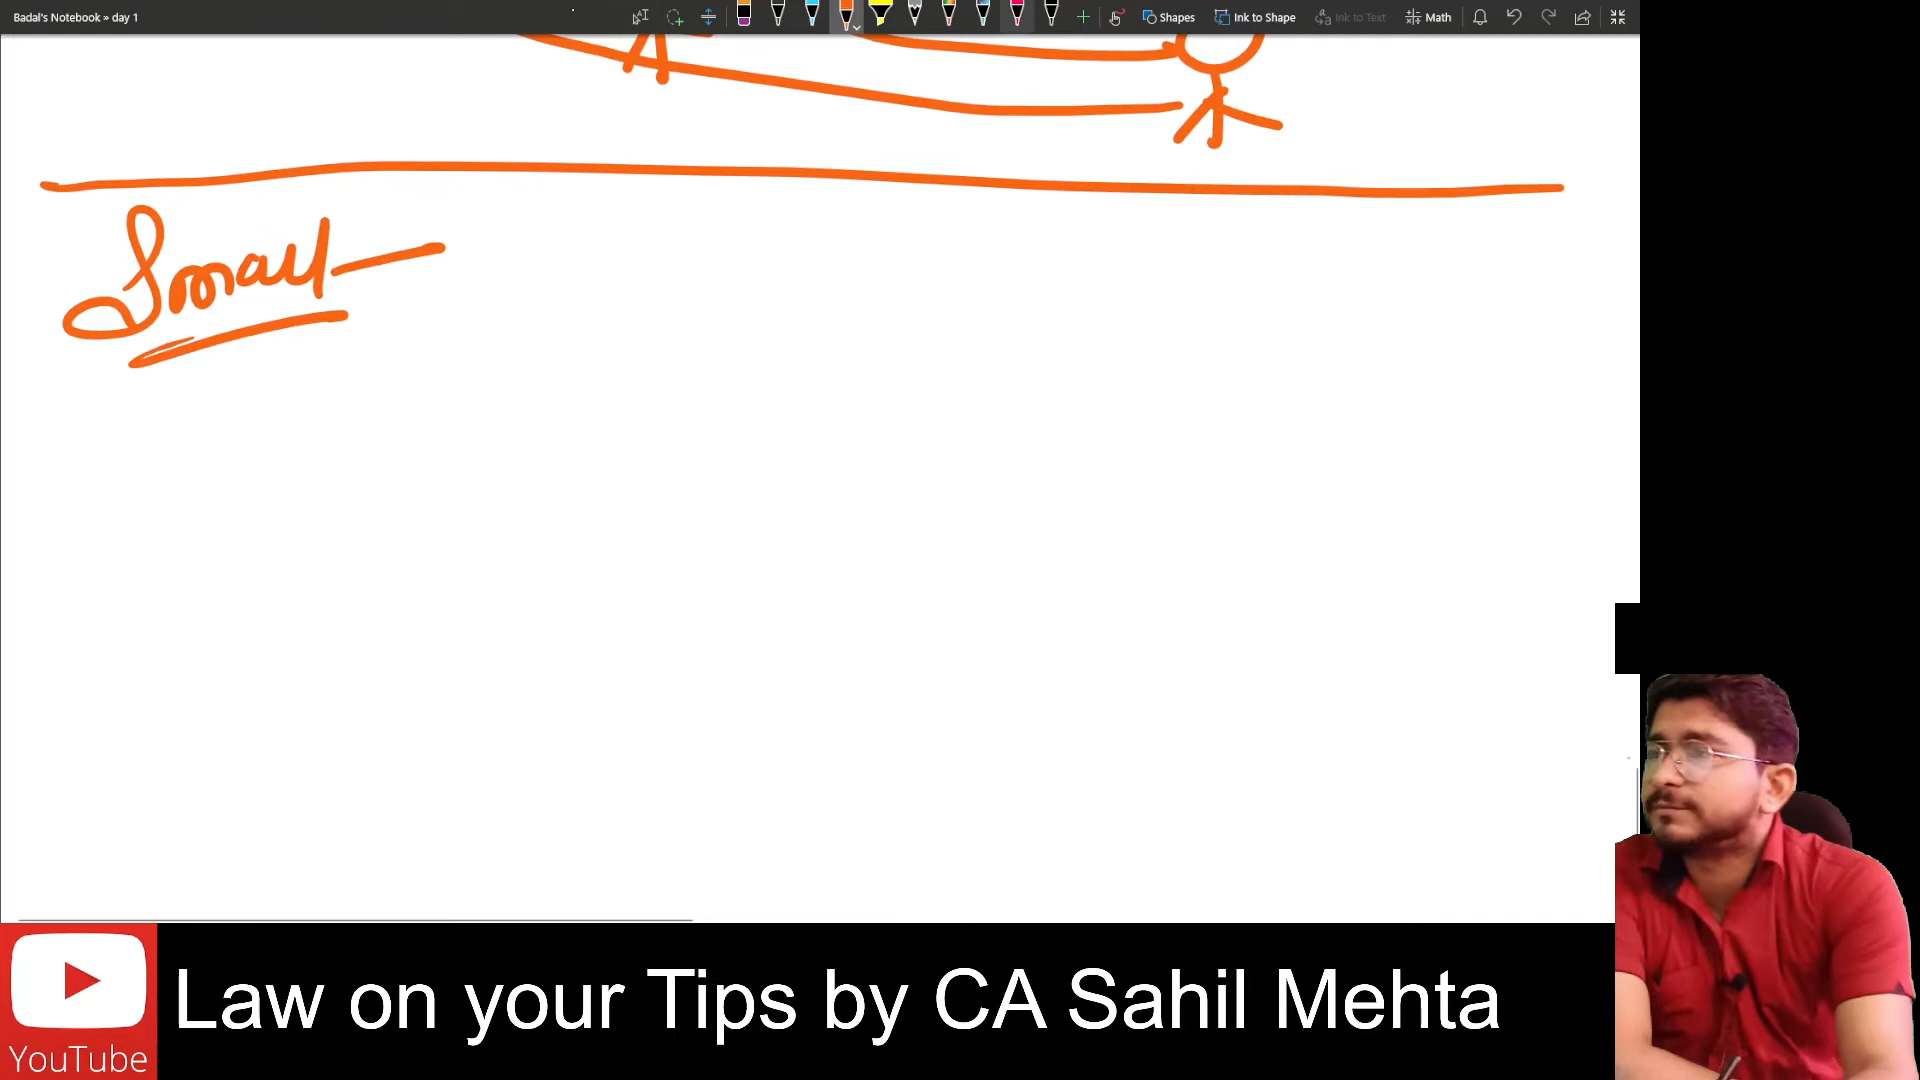 Badal's Notebook » day 1
Shapes
Ink to Shape
Ink to Text
Math
Small
YouTube
Law on your Tips by CA Sahil Mehta